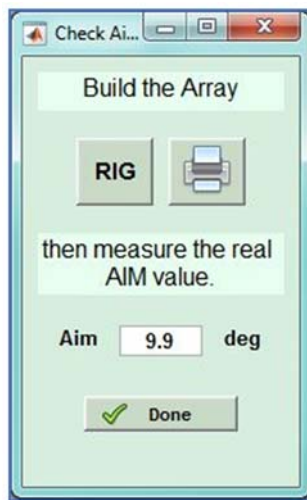 Check Ai...
Build the Array
RIG
then measure the real
AIM value.
Aim 9.9 deg
Done